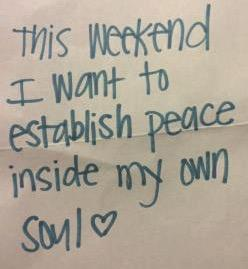 This weekend
I want to
establish peace
inside my own
soul♡